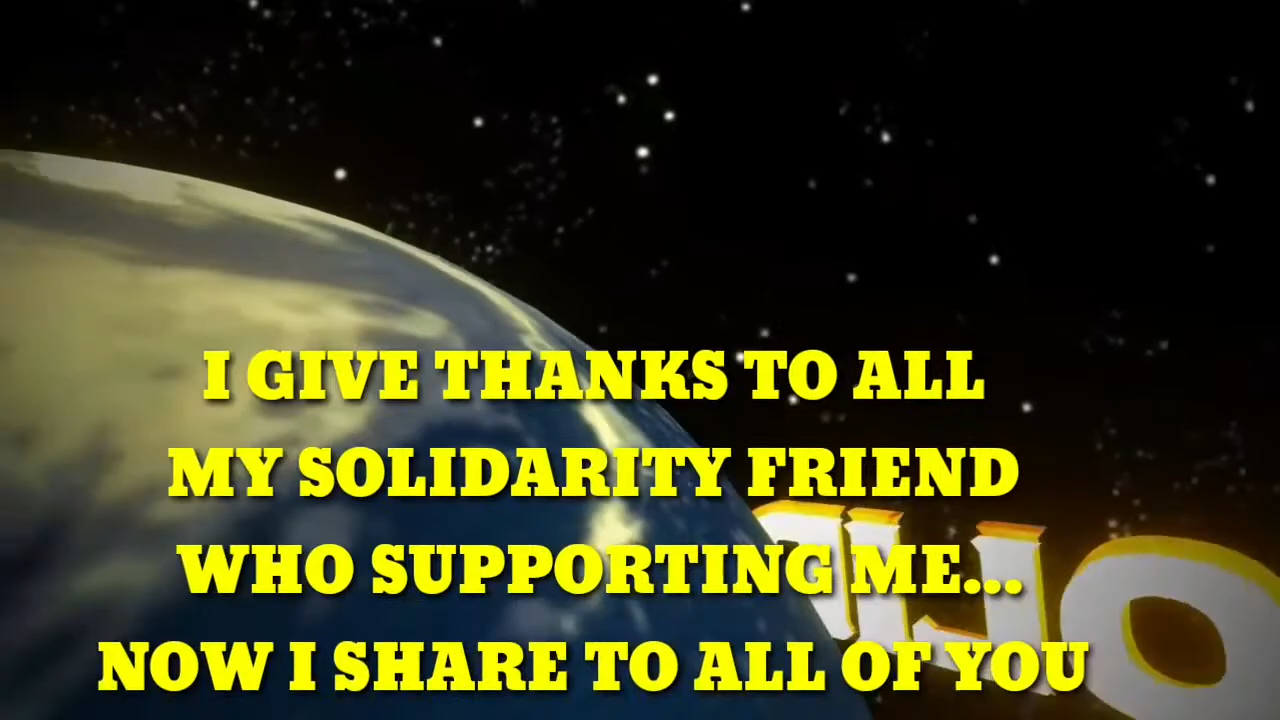 I GIVE THANKS TO ALL
MY SOLIDARITY FRIEND
WHO SUPPORTING ME...
NOW I SHARE TO ALL OF YOU